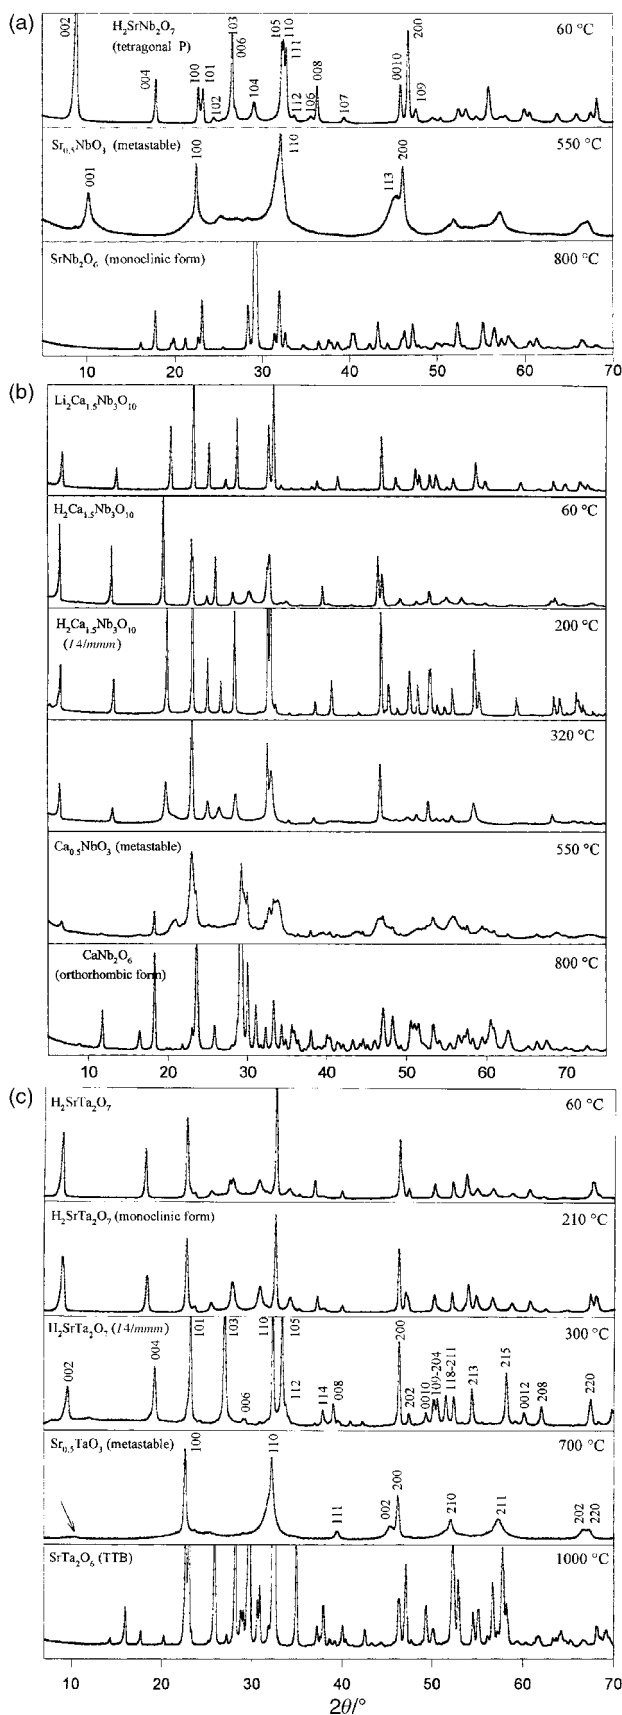 (a)
H₂SrNb₂O₇
(tetragonal P)
60 °C
002 004 100 101 102 103 006 104 105 110 111 112 106 008 107 0010 200 109
Sr₀.₅NbO₃ (metastable)
550 °C
001 100 110 113 200
SrNb₂O₆ (monoclinic form)
800 °C
10 20 30 40 50 60 70
(b)
Li₂Ca₁.₅Nb₃O₁₀
H₂Ca₁.₅Nb₃O₁₀
60 °C
H₂Ca₁.₅Nb₃O₁₀
(I4/mmm)
200 °C
320 °C
Ca₀.₅NbO₃ (metastable)
550 °C
CaNb₂O₆
(orthorhombic form)
800 °C
10 20 30 40 50 60 70
(c)
H₂SrTa₂O₇
60 °C
H₂SrTa₂O₇ (monoclinic form)
210 °C
H₂SrTa₂O₇ (I4/mmm)
300 °C
002 004 101 103 006 110 105 112 114 008 200 202 0010 109-204 118-211 213 215 0012 208 220
Sr₀.₅TaO₃ (metastable)
700 °C
100 110 111 002 200 210 211 202 220
SrTa₂O₆ (TTB)
1000 °C
10 20 30 40 50 60 70
2θ/°